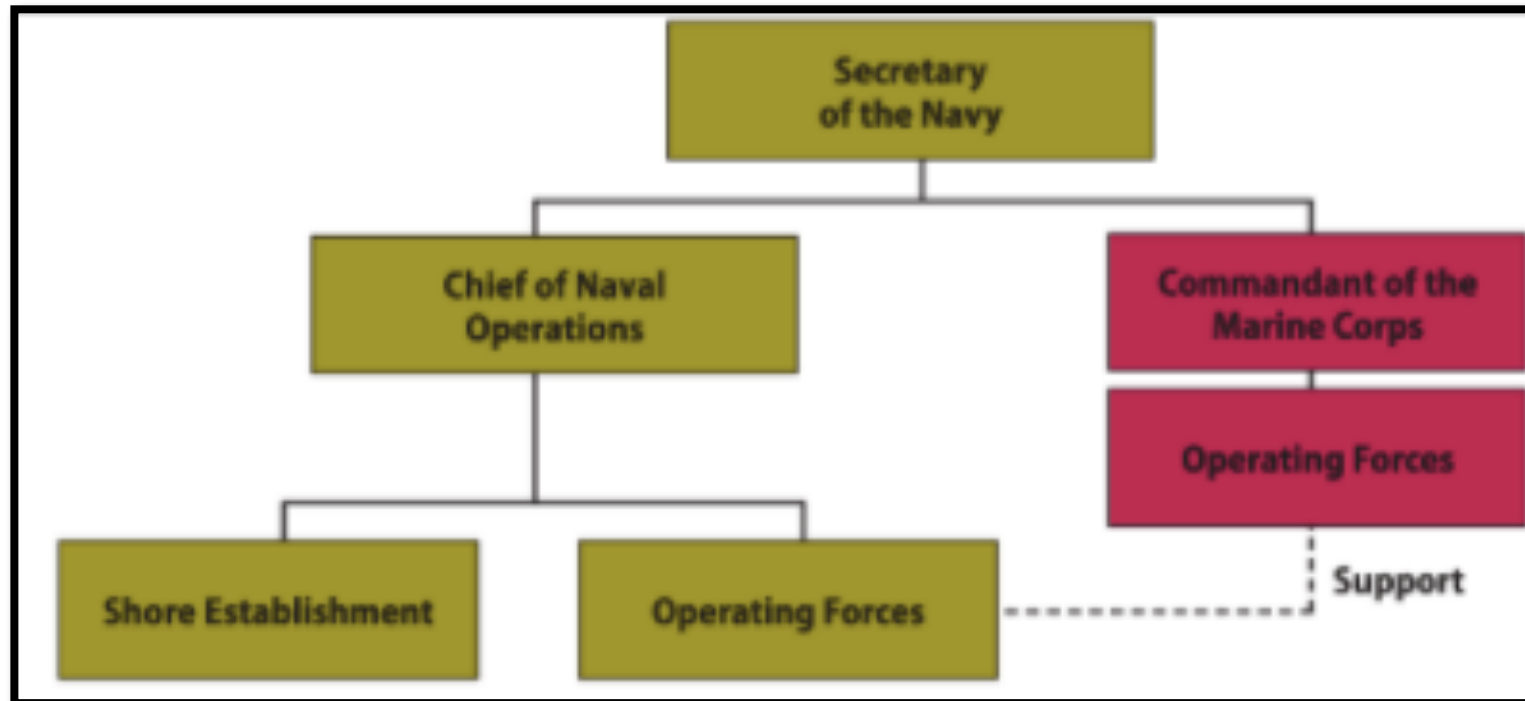 Secretary
of the Navy
Chief of Naval
Operations
Commandant of the
Marine Corps
Operating Forces
Shore Establishment
Operating Forces
Support